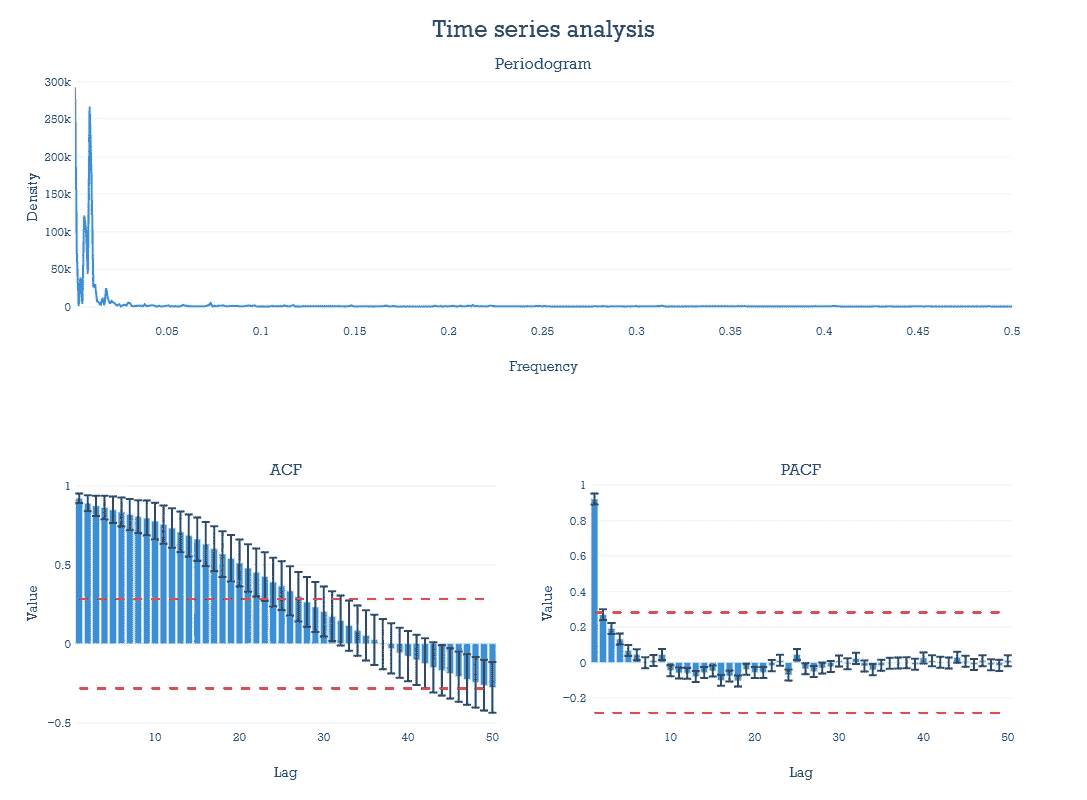 Time series analysis
Periodogram
300k
250k
200k
150k
100k
50k
0
Density
0.05 0.1 0.15 0.2 0.25 0.3 0.35 0.4 0.45 0.5
Frequency
ACF
1
0.5
0
−0.5
Value
10 20 30 40 50
Lag
PACF
1
0.8
0.6
0.4
0.2
0
−0.2
Value
10 20 30 40 50
Lag